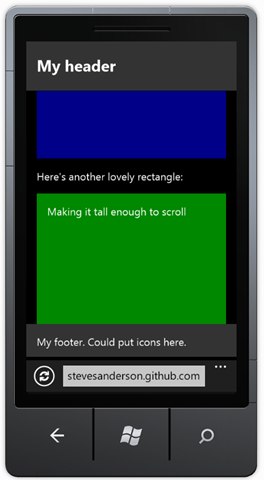 My header
Here's another lovely rectangle:
Making it tall enough to scroll
My footer. Could put icons here.
stevesanderson.github.com
...